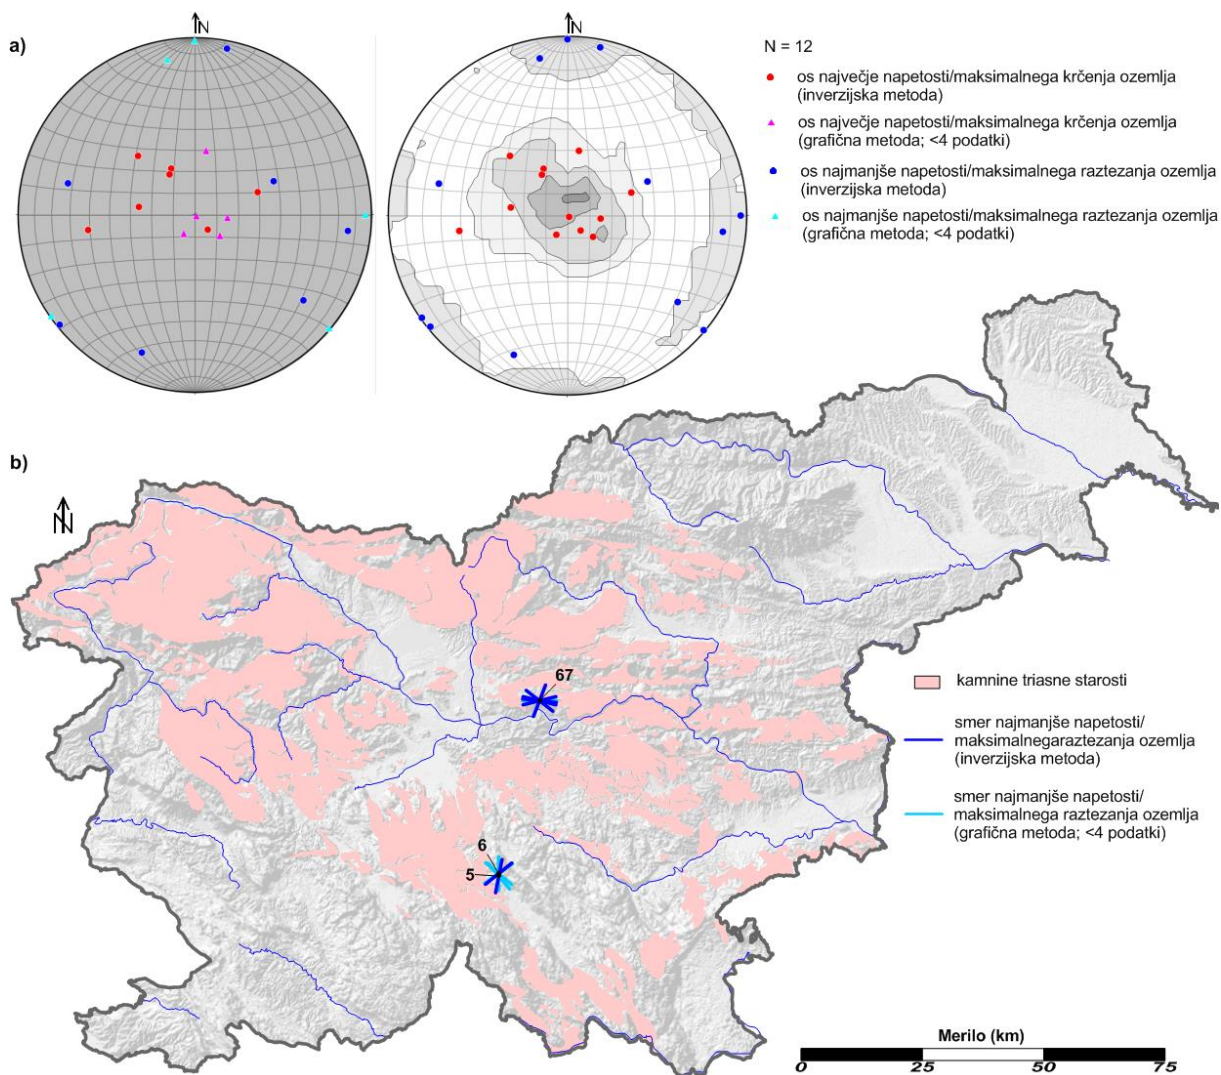 a)
N
N
N = 12
os največje napetosti/maksimalnega krčenja ozemlja
(inverzijska metoda)
os največje napetosti/maksimalnega krčenja ozemlja
(grafična metoda; <4 podatki)
os najmanjše napetosti/maksimalnega raztezanja ozemlja
(inverzijska metoda)
os najmanjše napetosti/maksimalnega raztezanja ozemlja
(grafična metoda; <4 podatki)
b)
N
67
6
5
kamnine triasne starosti
smer najmanjše napetosti/
maksimalnegaraztezanja ozemlja
(inverzijska metoda)
smer najmanjše napetosti/
maksimalnega raztezanja ozemlja
(grafična metoda; <4 podatki)
Merilo (km)
0 25 50 75